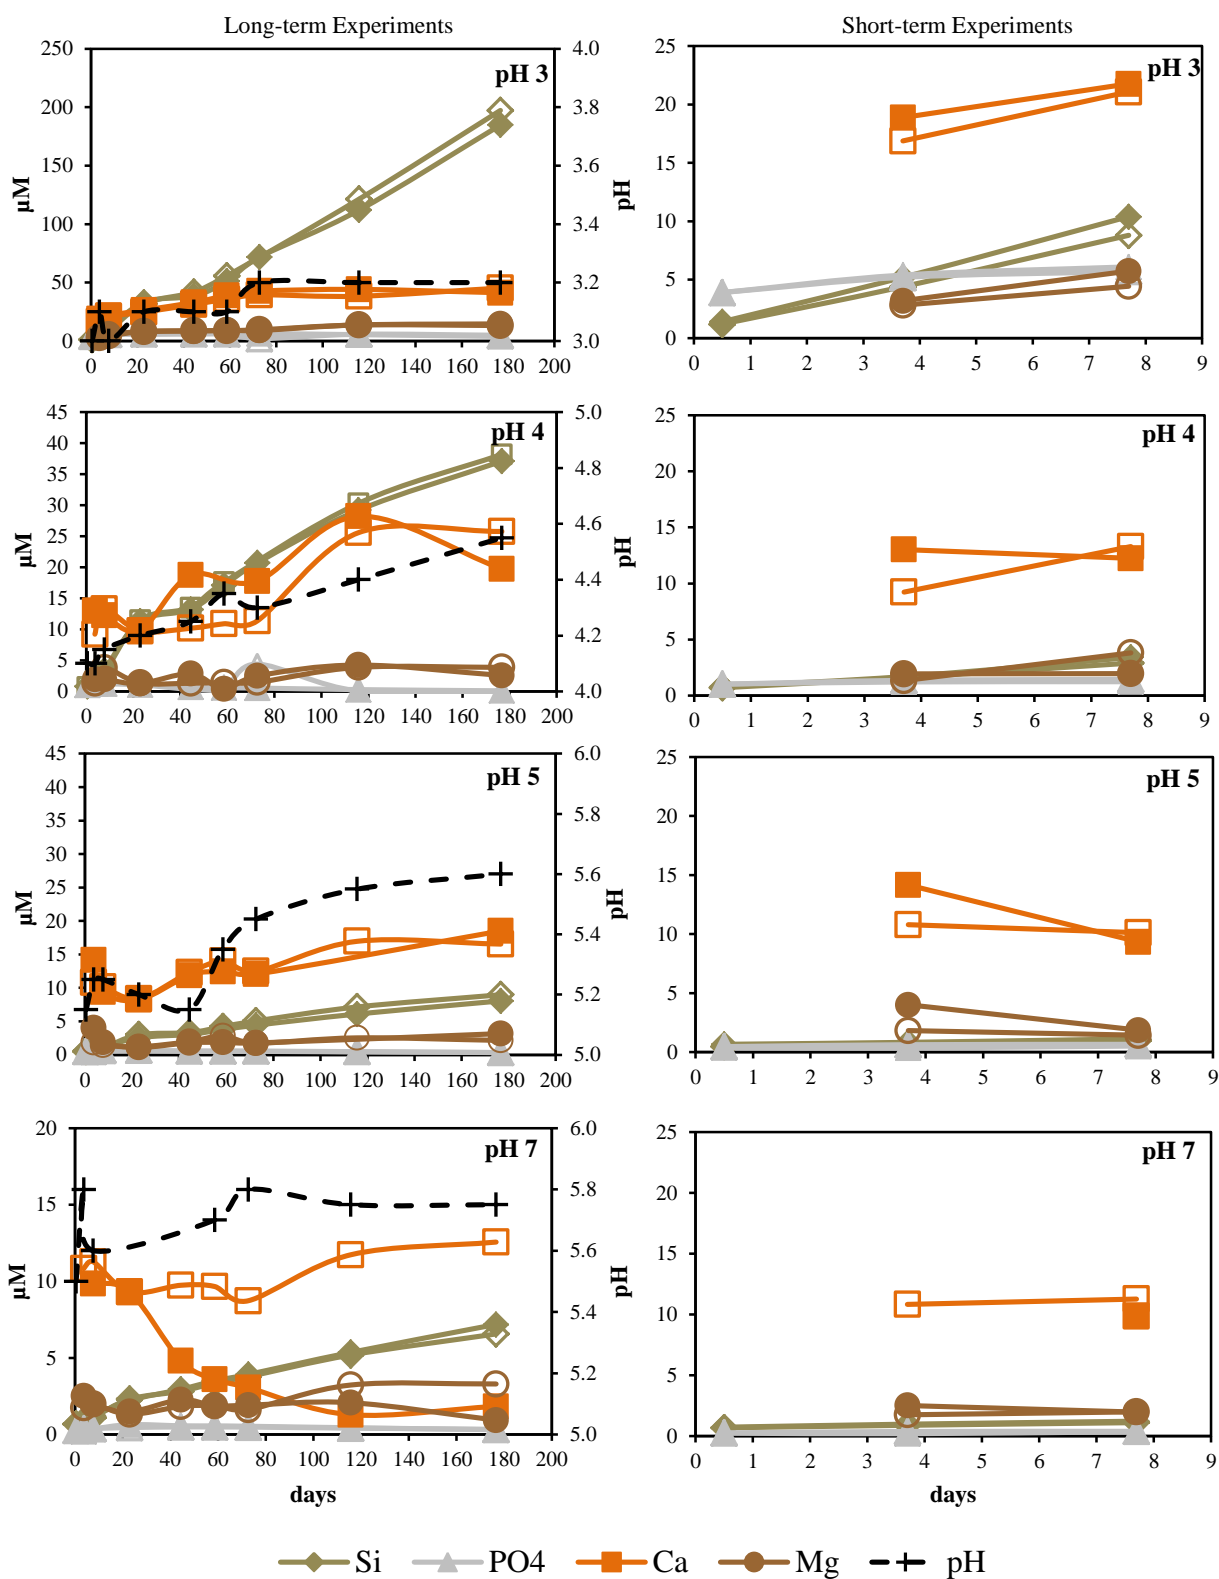 Long-term Experiments
Short-term Experiments
250 200 150 100 50 0
µM
pH 3
4.0 3.8 3.6 3.4 3.2 3.0
pH
0 20 40 60 80 100 120 140 160 180 200
25 20 15 10 5 0
pH 3
0 1 2 3 4 5 6 7 8 9
45 40 35 30 25 20 15 10 5 0
µM
pH 4
5.0 4.8 4.6 4.4 4.2 4.0
pH
0 20 40 60 80 100 120 140 160 180 200
25 20 15 10 5 0
pH 4
0 1 2 3 4 5 6 7 8 9
45 40 35 30 25 20 15 10 5 0
µM
pH 5
6.0 5.8 5.6 5.4 5.2 5.0
pH
0 20 40 60 80 100 120 140 160 180 200
25 20 15 10 5 0
pH 5
0 1 2 3 4 5 6 7 8 9
20 15 10 5 0
µM
pH 7
6.0 5.8 5.6 5.4 5.2 5.0
pH
0 20 40 60 80 100 120 140 160 180 200
days
25 20 15 10 5 0
pH 7
0 1 2 3 4 5 6 7 8 9
days
Si PO4 Ca Mg pH